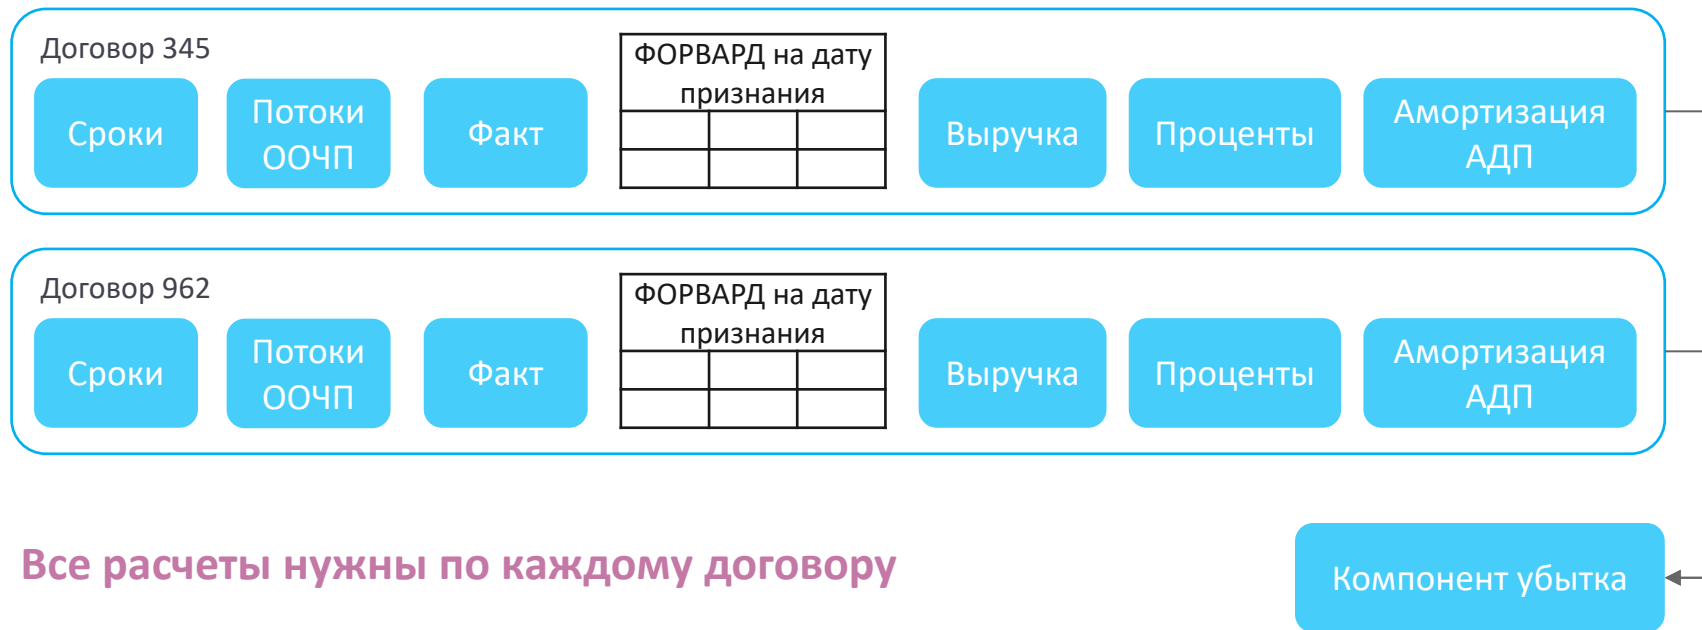 Договор 345
Сроки
Потоки
ООЧП
Факт
ФОРВАРД на дату
признания
Выручка
Проценты
Амортизация
АДП
Договор 962
Сроки
Потоки
ООЧП
Факт
ФОРВАРД на дату
признания
Выручка
Проценты
Амортизация
АДП
Все расчеты нужны по каждому договору
Компонент убытка